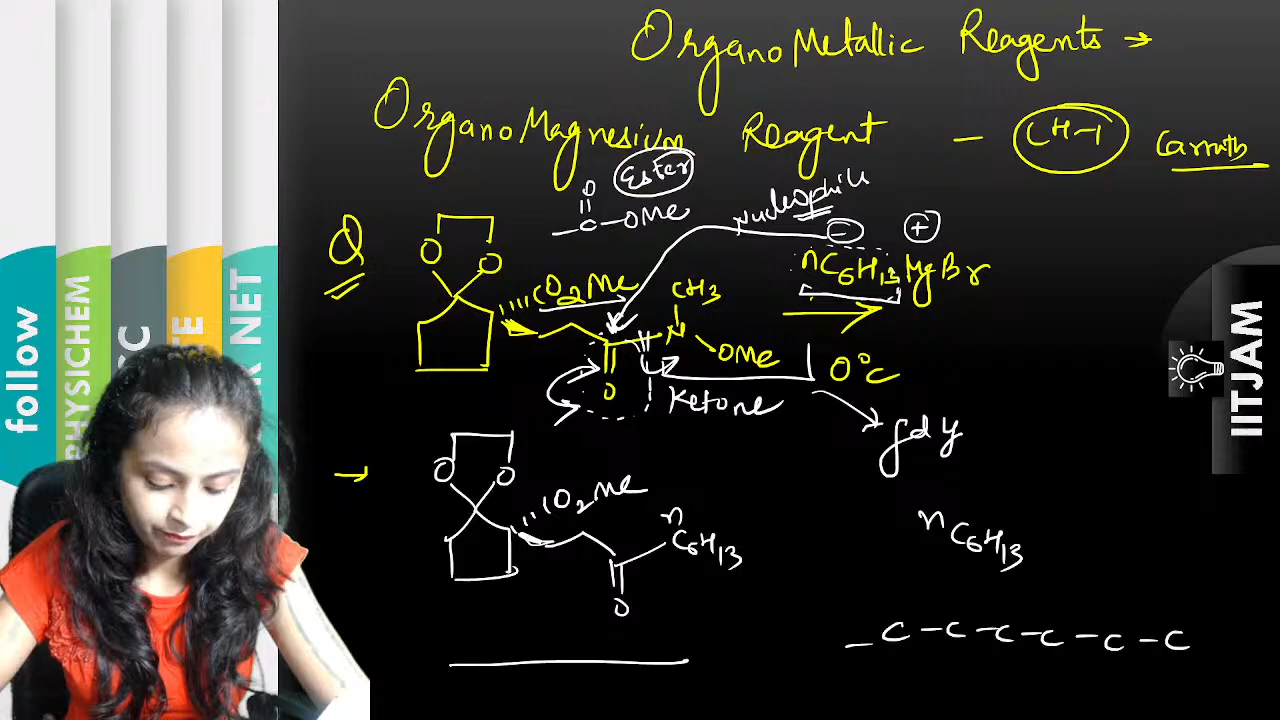 OrganoMetallic Reagents →
OrganoMagnesium Reagent – CH-1 Carruth
Ester
O
– C – OMe
Nucleophile
– +
Q
O O
CO2Me
nC6H13MgBr
CH3
N
OMe
O
0°C
Ketone
→
O O
CO2Me
nC6H13
O
nC6H13
– C – C – C – C – C – C
follow
PHYSICHEM
NET
IITJAM